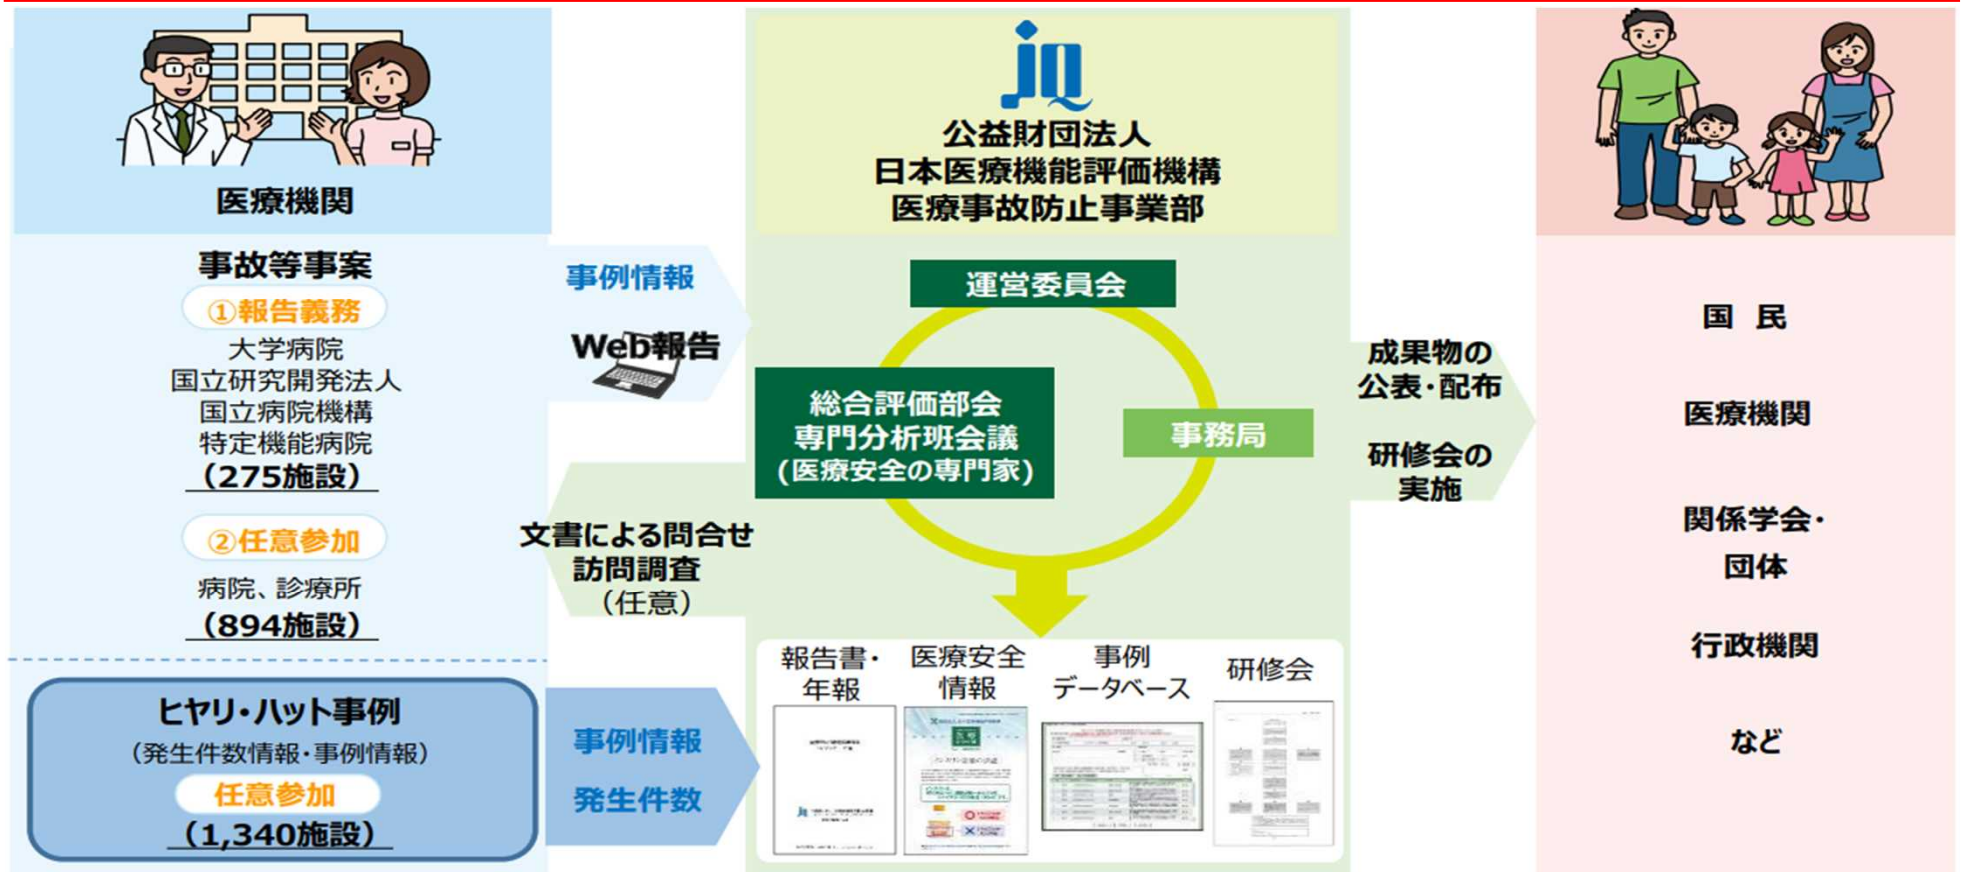 医療機関
事故等事案
①報告義務
大学病院
国立研究開発法人
国立病院機構
特定機能病院
（275施設）
②任意参加
病院、診療所
（894施設）
ヒヤリ・ハット事例
（発生件数情報・事例情報）
任意参加
（1,340施設）
事例情報
Web報告
文書による問合せ
訪問調査
（任意）
事例情報
発生件数
jq
公益財団法人
日本医療機能評価機構
医療事故防止事業部
運営委員会
総合評価部会
専門分析班会議
(医療安全の専門家)
事務局
報告書・
年報
医療安全
情報
事例
データベース
研修会
成果物の
公表・配布
研修会の
実施
国 民
医療機関
関係学会・
団体
行政機関
など